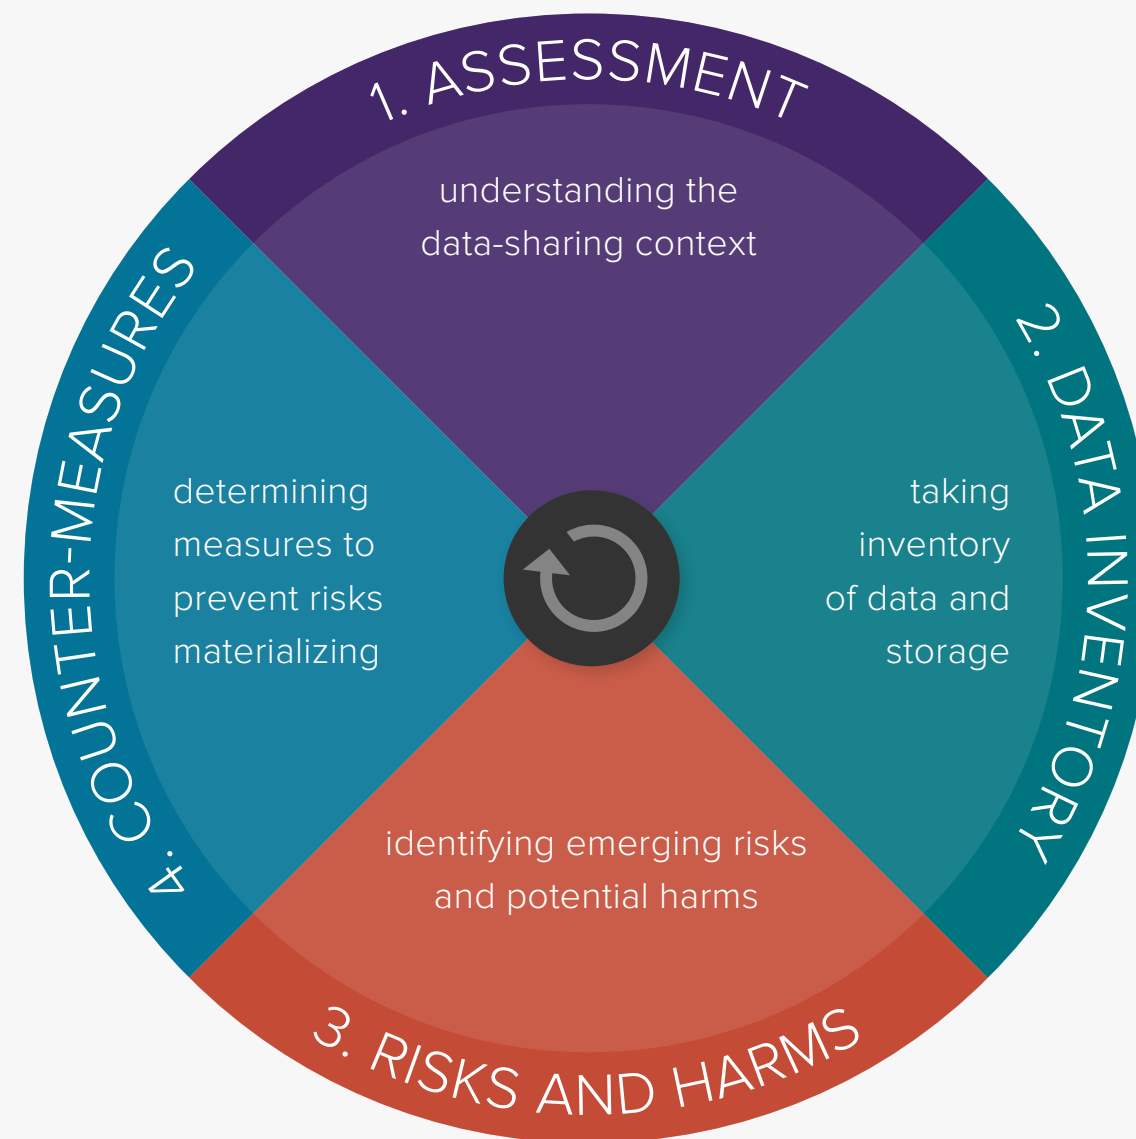 1. ASSESSMENT
understanding the
data-sharing context
2. DATA INVENTORY
taking
inventory
of data and
storage
3. RISKS AND HARMS
identifying emerging risks
and potential harms
4. COUNTER-MEASURES
determining
measures to
prevent risks
materializing